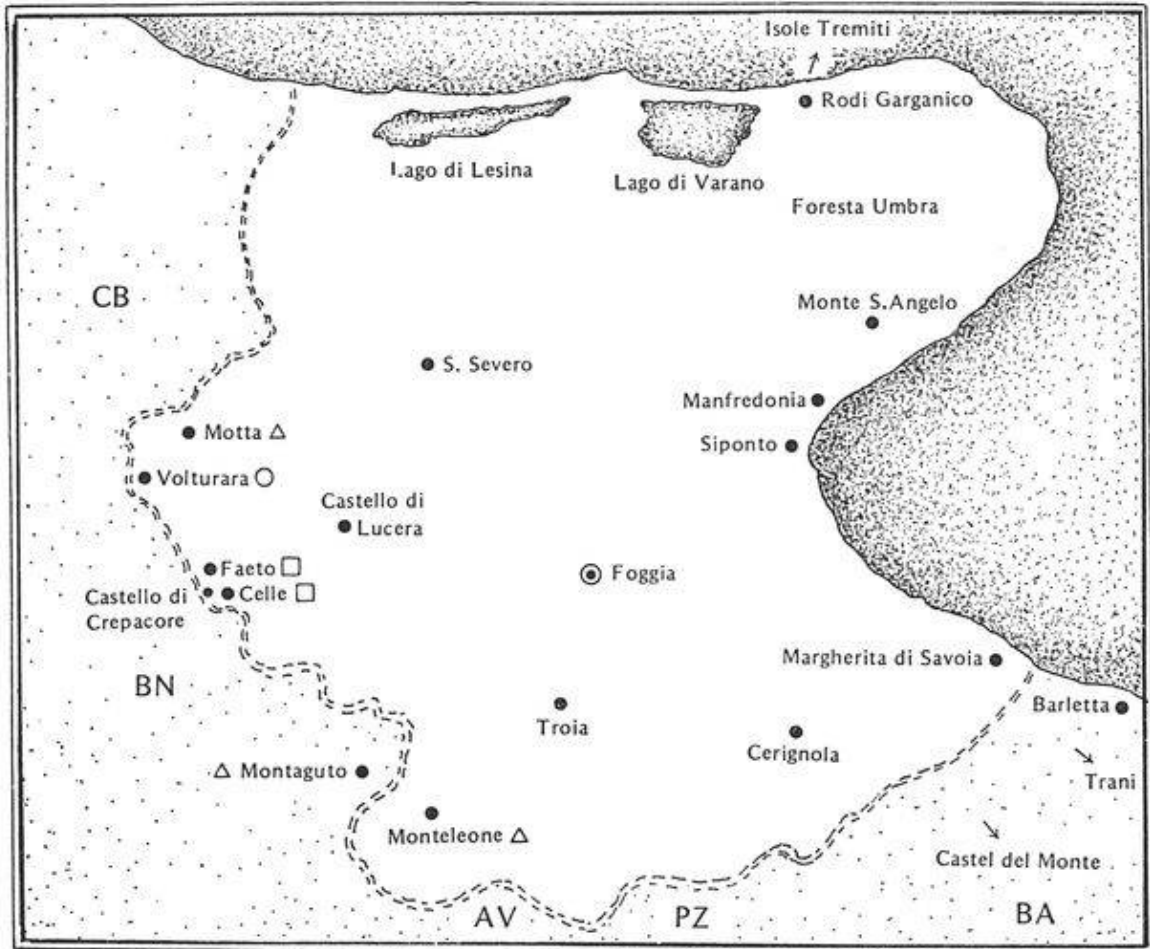 Isole Tremiti
Rodi Garganico
Lago di Lesina
Lago di Varano
Foresta Umbra
CB
Monte S.Angelo
S. Severo
Manfredonia
Motta
Siponto
Volturara
Castello di
Lucera
Faeto
Foggia
Castello di
Crepacore
Celle
Margherita di Savoia
BN
Barletta
Troia
Cerignola
Montaguto
Trani
Monteleone
Castel del Monte
AV
PZ
BA